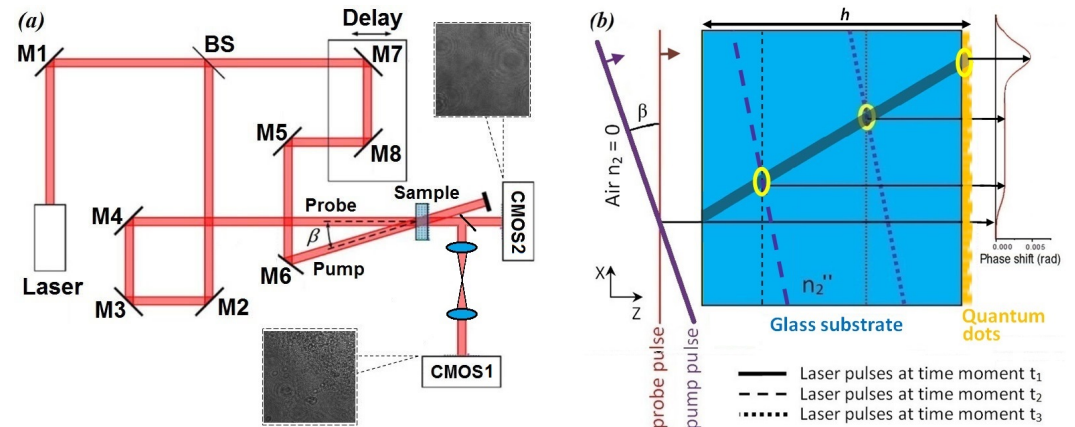 (a)
Delay
M1
BS
M7
M5
M8
M4
Probe
Sample
β
M6
Pump
CMOS2
Laser
M3
M2
CMOS1
(b)
h
β
Air n₂ = 0
n₂''
X
Z
0.000 0.005
Phase shift (rad)
Glass substrate
Quantum
dots
probe pulse
pump pulse
Laser pulses at time moment t₁
Laser pulses at time moment t₂
Laser pulses at time moment t₃